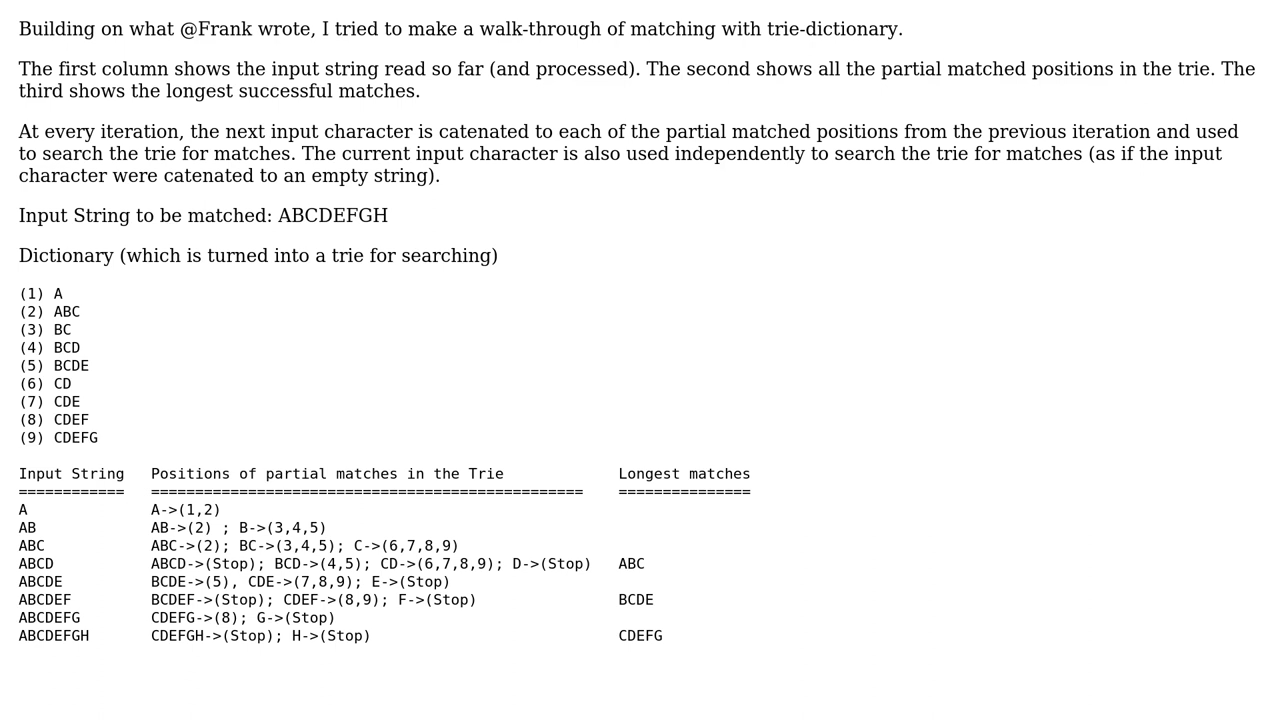 Building on what @Frank wrote, I tried to make a walk-through of matching with trie-dictionary.
The first column shows the input string read so far (and processed). The second shows all the partial matched positions in the trie. The
third shows the longest successful matches.
At every iteration, the next input character is catenated to each of the partial matched positions from the previous iteration and used
to search the trie for matches. The current input character is also used independently to search the trie for matches (as if the input
character were catenated to an empty string).
Input String to be matched: ABCDEFGH
Dictionary (which is turned into a trie for searching)
(1) A
(2) ABC
(3) BC
(4) BCD
(5) BCDE
(6) CD
(7) CDE
(8) CDEF
(9) CDEFG
Input String   Positions of partial matches in the Trie             Longest matches
============   =================================================    ===============
A              A->(1,2)
AB             AB->(2) ; B->(3,4,5)
ABC            ABC->(2); BC->(3,4,5); C->(6,7,8,9)
ABCD           ABCD->(Stop); BCD->(4,5); CD->(6,7,8,9); D->(Stop)   ABC
ABCDE          BCDE->(5), CDE->(7,8,9); E->(Stop)
ABCDEF         BCDEF->(Stop); CDEF->(8,9); F->(Stop)                BCDE
ABCDEFG        CDEFG->(8); G->(Stop)
ABCDEFGH       CDEFGH->(Stop); H->(Stop)                            CDEFG